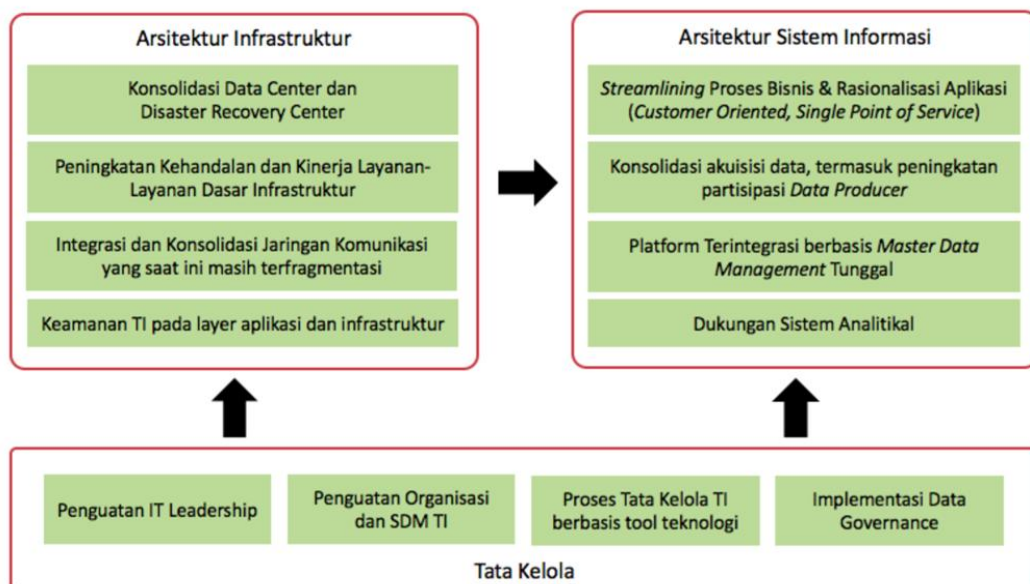 Arsitektur Infrastruktur
Konsolidasi Data Center dan
Disaster Recovery Center
Peningkatan Kehandalan dan Kinerja Layanan-
Layanan Dasar Infrastruktur
Integrasi dan Konsolidasi Jaringan Komunikasi
yang saat ini masih terfragmentasi
Keamanan TI pada layer aplikasi dan infrastruktur
Arsitektur Sistem Informasi
Streamlining Proses Bisnis & Rasionalisasi Aplikasi
(Customer Oriented, Single Point of Service)
Konsolidasi akuisisi data, termasuk peningkatan
partisipasi Data Producer
Platform Terintegrasi berbasis Master Data
Management Tunggal
Dukungan Sistem Analitikal
Penguatan IT Leadership
Penguatan Organisasi
dan SDM TI
Proses Tata Kelola TI
berbasis tool teknologi
Implementasi Data
Governance
Tata Kelola